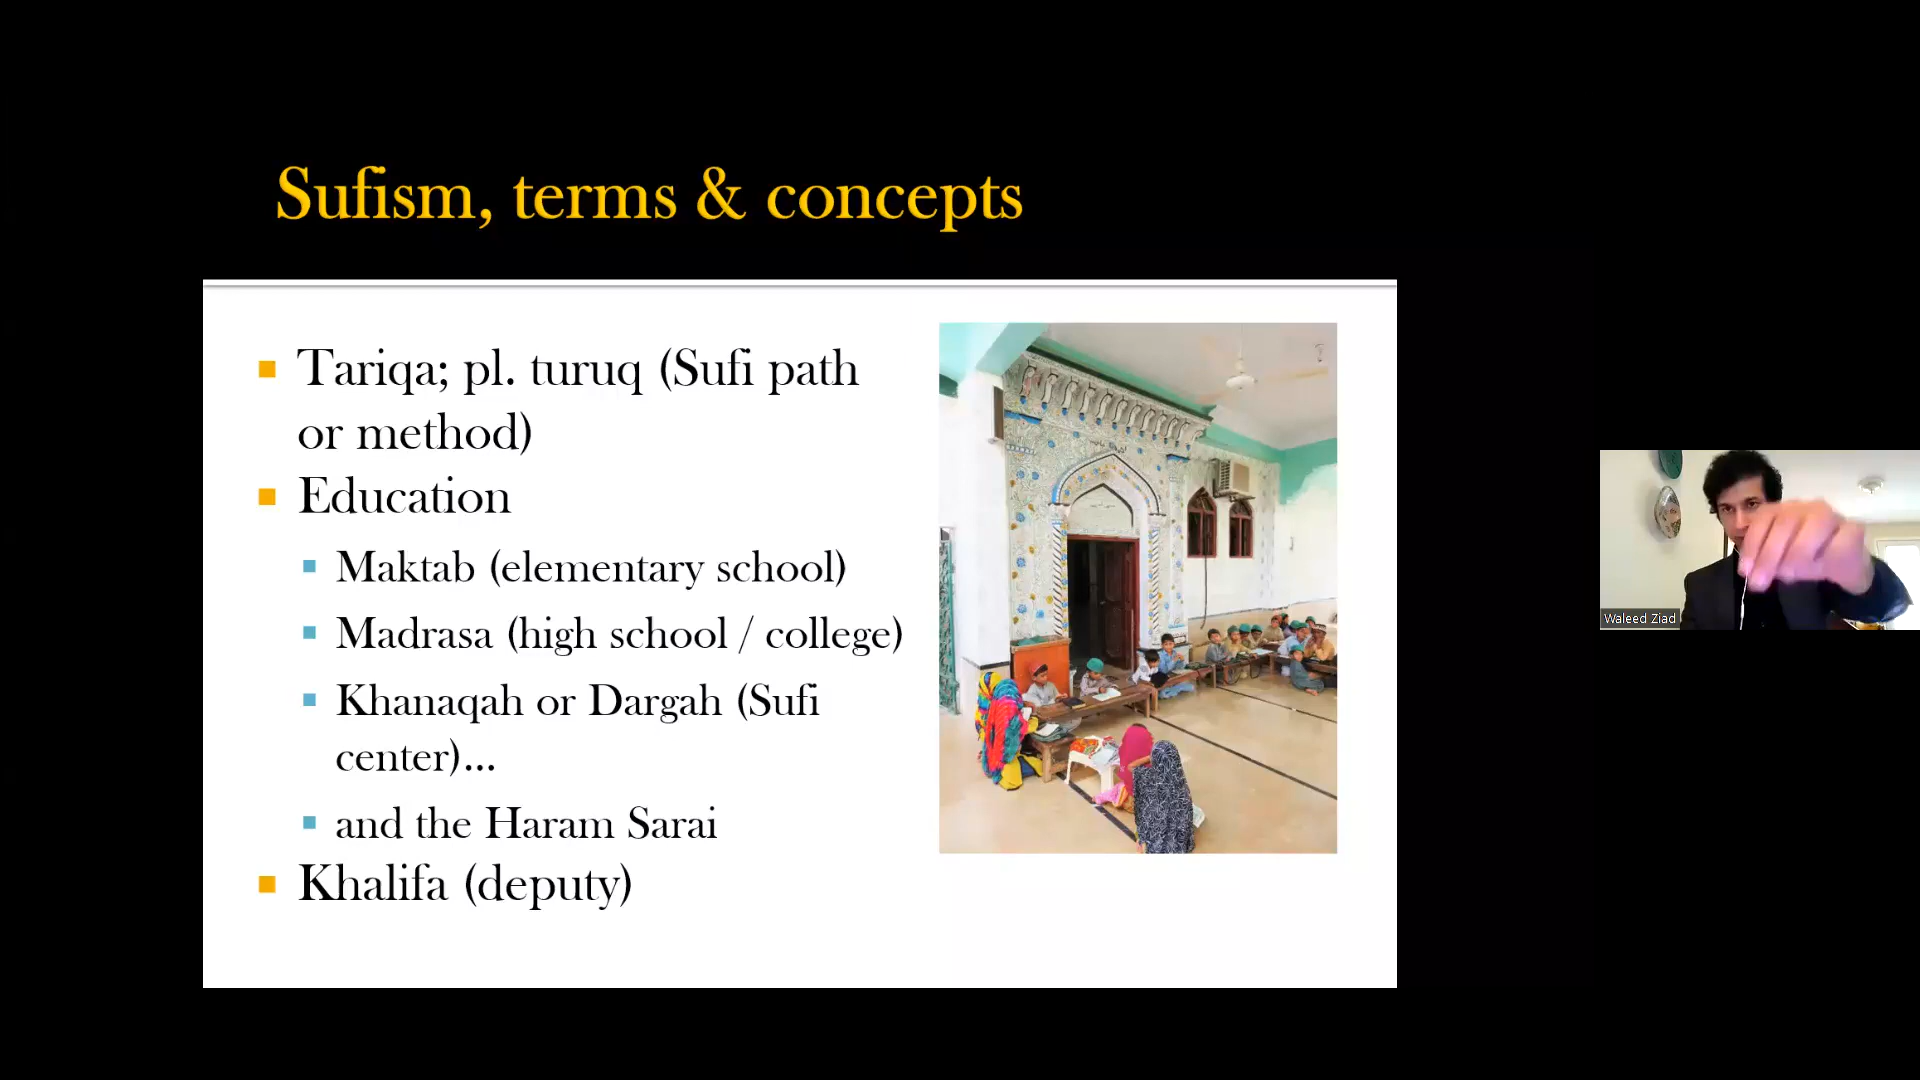 Sufism, terms & concepts
Tariqa; pl. turuq (Sufi path
or method)
Education
Maktab (elementary school)
Madrasa (high school / college)
Khanaqah or Dargah (Sufi
center)...
and the Haram Sarai
Khalifa (deputy)
Waleed Ziad